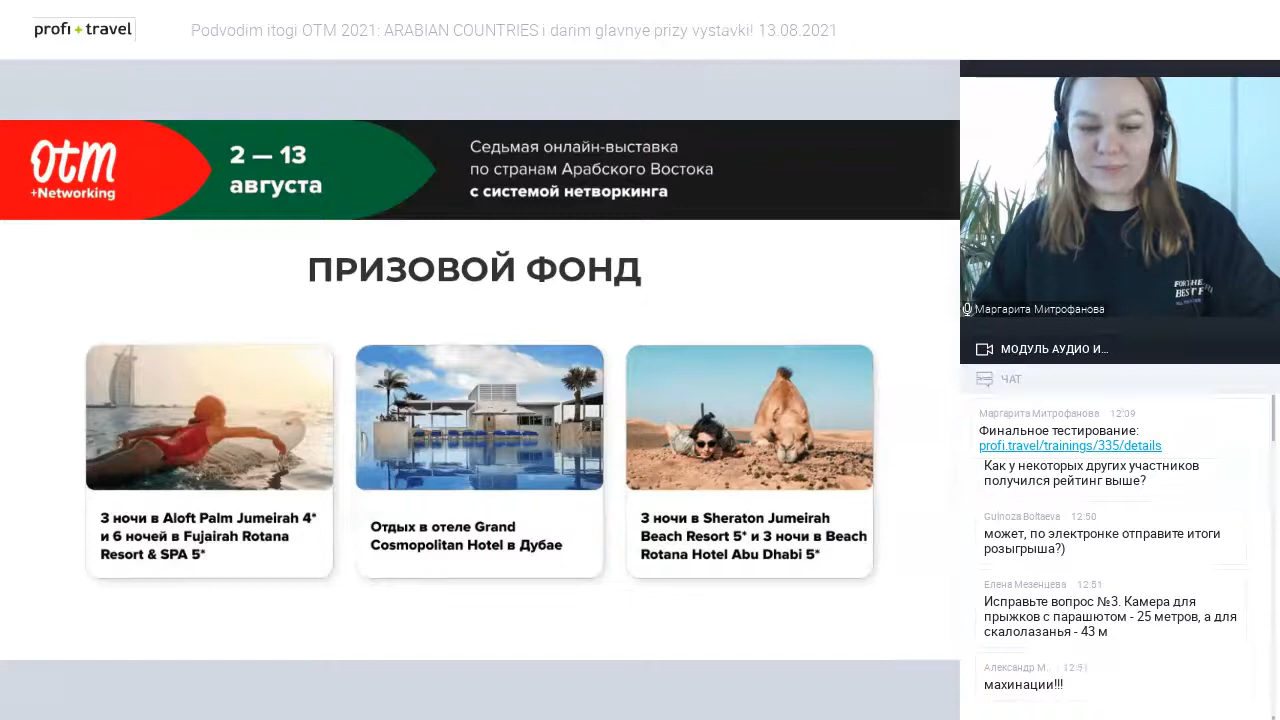 profi + travel
Podvodim itogi OTM 2021: ARABIAN COUNTRIES i darim glavnye prizy vystavki! 13.08.2021
Otm
+Networking
2 — 13
августа
Седьмая онлайн-выставка
по странам Арабского Востока
с системой нетворкинга
ПРИЗОВОЙ ФОНД
3 ночи в Aloft Palm Jumeirah 4*
и 6 ночей в Fujairah Rotana
Resort & SPA 5*
Отдых в отеле Grand
Cosmopolitan Hotel в Дубае
3 ночи в Sheraton Jumeirah
Beach Resort 5* и 3 ночи в Beach
Rotana Hotel Abu Dhabi 5*
Маргарита Митрофанова
МОДУЛЬ АУДИО И...
ЧАТ
Маргарита Митрофанова 12:09
Финальное тестирование:
profi.travel/trainings/335/details
Как у некоторых других участников
получился рейтинг выше?
Gulnoza Boltaeva 12:50
может, по электронке отправите итоги
розыгрыша?)
Елена Мезенцева 12:51
Исправьте вопрос №3. Камера для
прыжков с парашютом - 25 метров, а для
скалолазанья - 43 м
Александр М... 12:51
махинации!!!